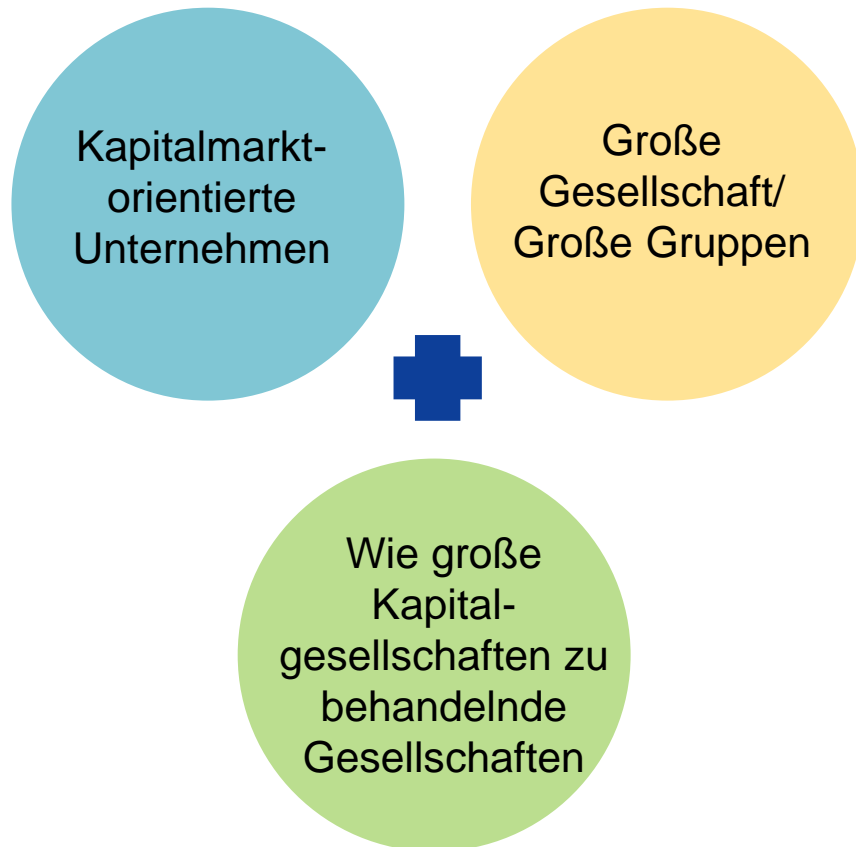 Kapitalmarkt-
orientierte
Unternehmen
Große
Gesellschaft/
Große Gruppen
Wie große
Kapital-
gesellschaften zu
behandelnde
Gesellschaften